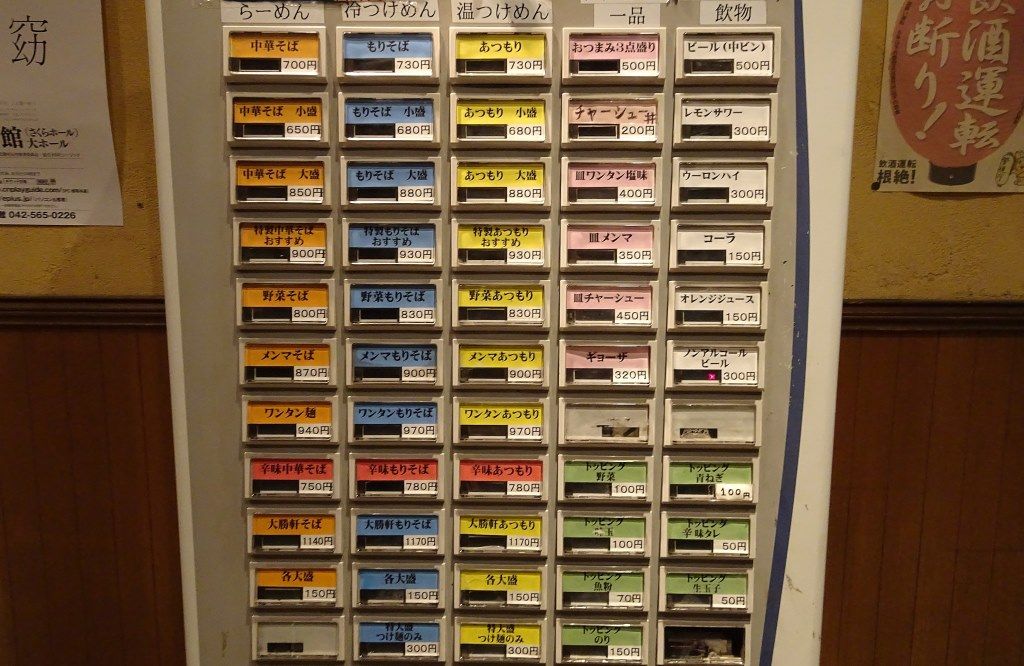 らーめん 冷つけめん 温つけめん 一品 飲物
中華そば もりそば あつもり おつまみ3点盛り ビール(中ビン)
700円 730円 730円 500円 500円
中華そば 小盛 もりそば 小盛 あつもり 小盛 チャーシュー丼 レモンサワー
650円 680円 680円 200円 300円
中華そば 大盛 もりそば 大盛 あつもり 大盛 皿ワンタン塩味 ウーロンハイ
850円 880円 880円 400円 300円
特製中華そば 特製もりそば 特製あつもり 皿メンマ コーラ
おすすめ おすすめ おすすめ
900円 930円 930円 350円 150円
野菜そば 野菜もりそば 野菜あつもり 皿チャーシュー オレンジジュース
800円 830円 830円 450円 150円
メンマそば メンマもりそば メンマあつもり ギョーザ ノンアルコール
ビール
870円 900円 900円 320円 300円
ワンタン麺 ワンタンもりそば ワンタンあつもり
940円 970円 970円
辛味中華そば 辛味もりそば 辛味あつもり トッピング トッピング
野菜 青ねぎ
750円 780円 780円 100円 100円
大勝軒そば 大勝軒もりそば 大勝軒あつもり トッピング トッピング
玉 辛味タレ
1140円 1170円 1170円 100円 50円
各大盛 各大盛 各大盛 トッピング トッピング
魚粉 生玉子
150円 150円 150円 70円 50円
特大盛 特大盛 トッピング
つけ麺のみ つけ麺のみ のり
300円 300円 150円
窃
館 (さくらホール)
大ホール
042-565-0226
飲酒運転
お断り!
飲酒運転
根絶!